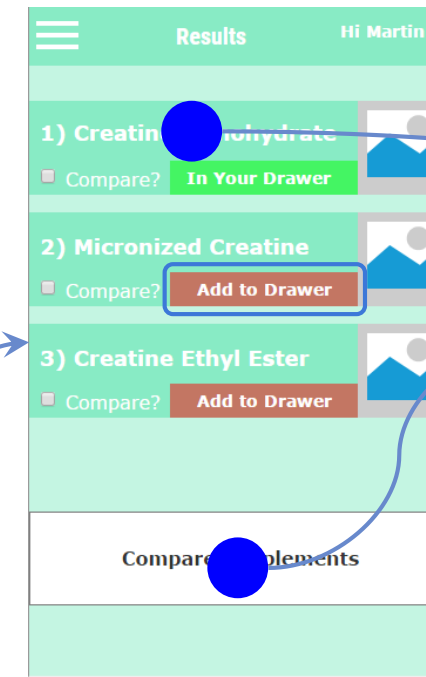 Results
Hi Martin
1) Creatin ohydrate
Compare?
In Your Drawer
2) Micronized Creatine
Compare?
Add to Drawer
3) Creatine Ethyl Ester
Compare?
Add to Drawer
Compare plements